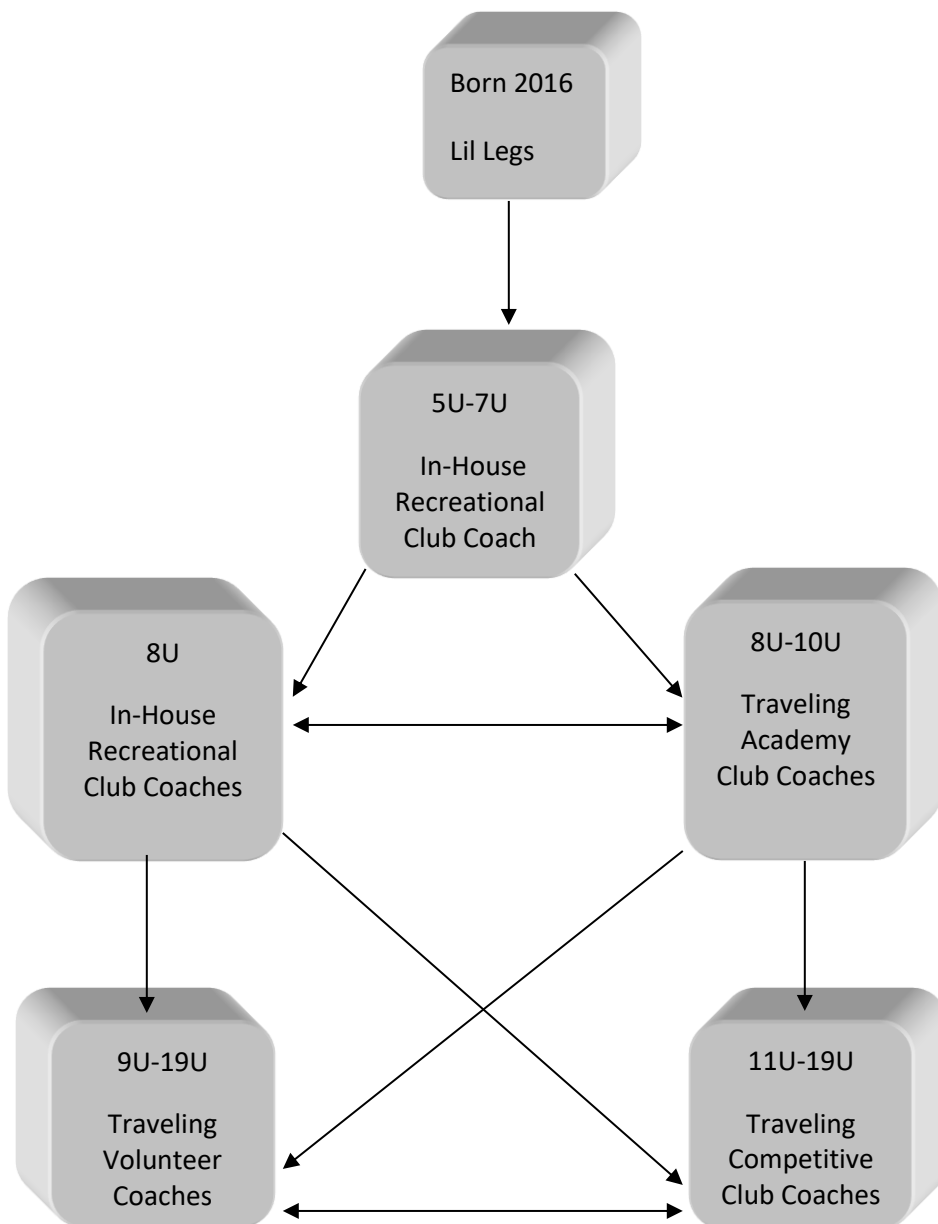 Born 2016
Lil Legs
5U-7U
In-House
Recreational
Club Coach
8U
In-House
Recreational
Club Coaches
8U-10U
Traveling
Academy
Club Coaches
9U-19U
Traveling
Volunteer
Coaches
11U-19U
Traveling
Competitive
Club Coaches